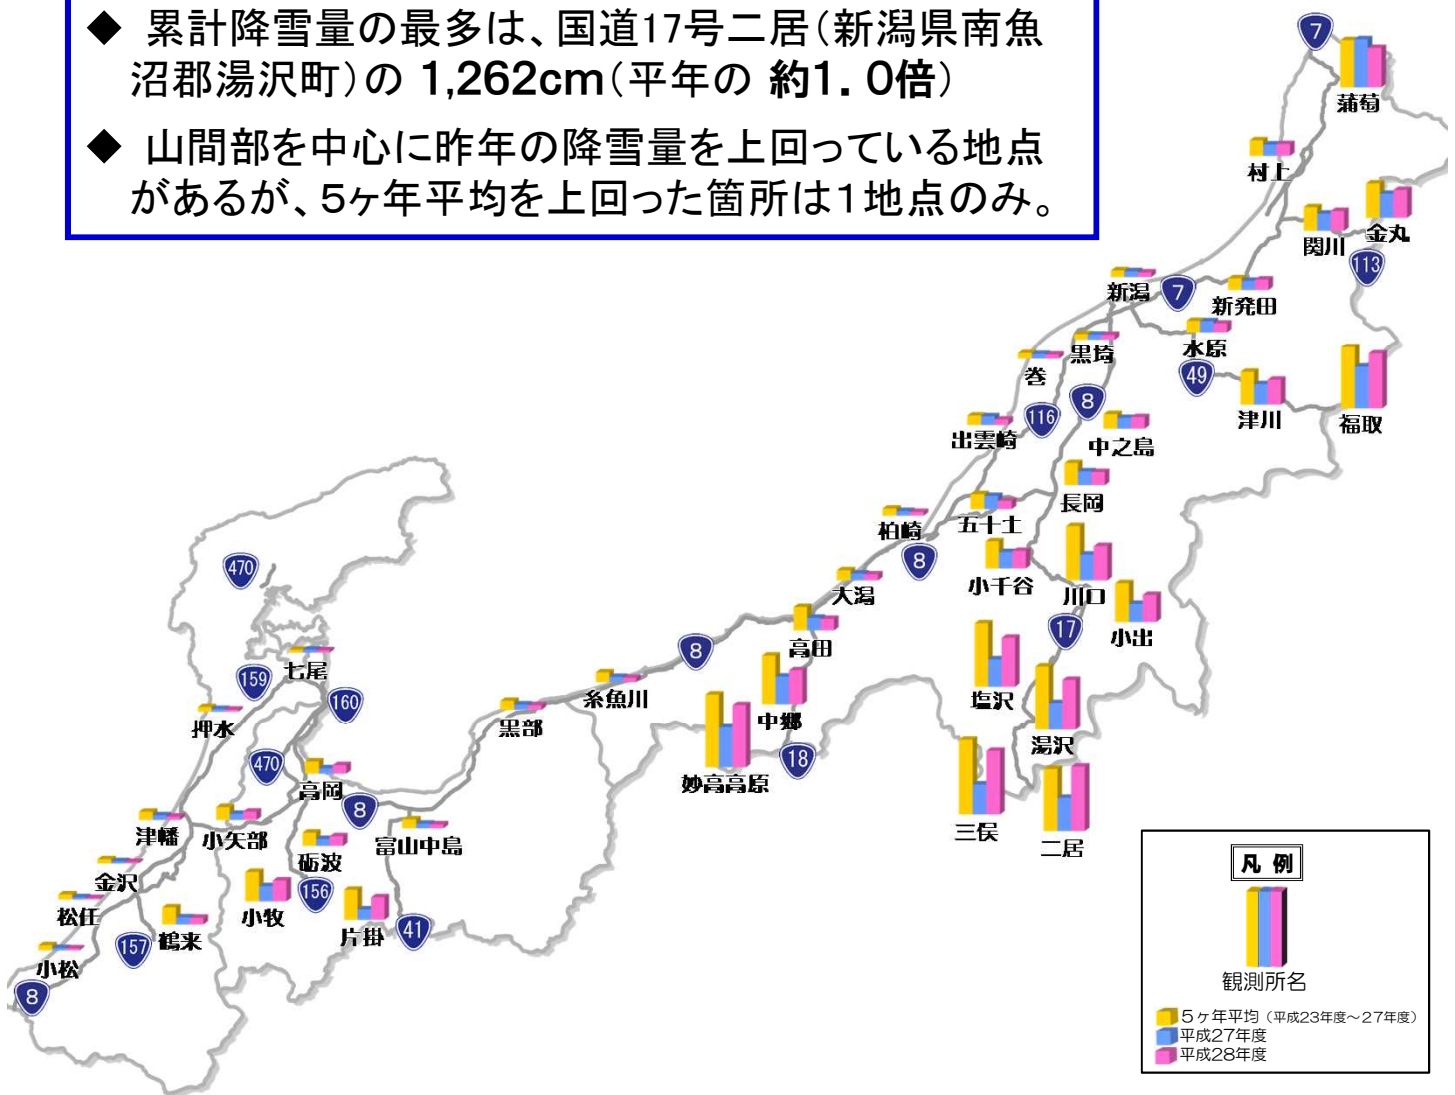 ◆ 累計降雪量の最多は、国道17号二居(新潟県南魚
沼郡湯沢町)の 1,262cm(平年の 約1.0倍)
◆ 山間部を中心に昨年の降雪量を上回っている地点
があるが、5ヶ年平均を上回った箇所は1地点のみ。
7
蒲萄
村上
関川
金丸
113
新潟
7
新発田
黒埼
水原
巻
49
津川
福取
8
116
出雲崎
中之島
長岡
柏崎
五十土
8
小千谷
川口
大潟
小出
17
高田
470
8
七尾
159
塩沢
糸魚川
中郷
160
押水
黒部
湯沢
18
470
妙高高原
高岡
8
三俣
二居
津幡
小矢部
富山中島
砺波
金沢
156
小牧
松任
片掛
41
鶴来
157
小松
8
凡 例
観測所名
5ヶ年平均(平成23年度~27年度)
平成27年度
平成28年度